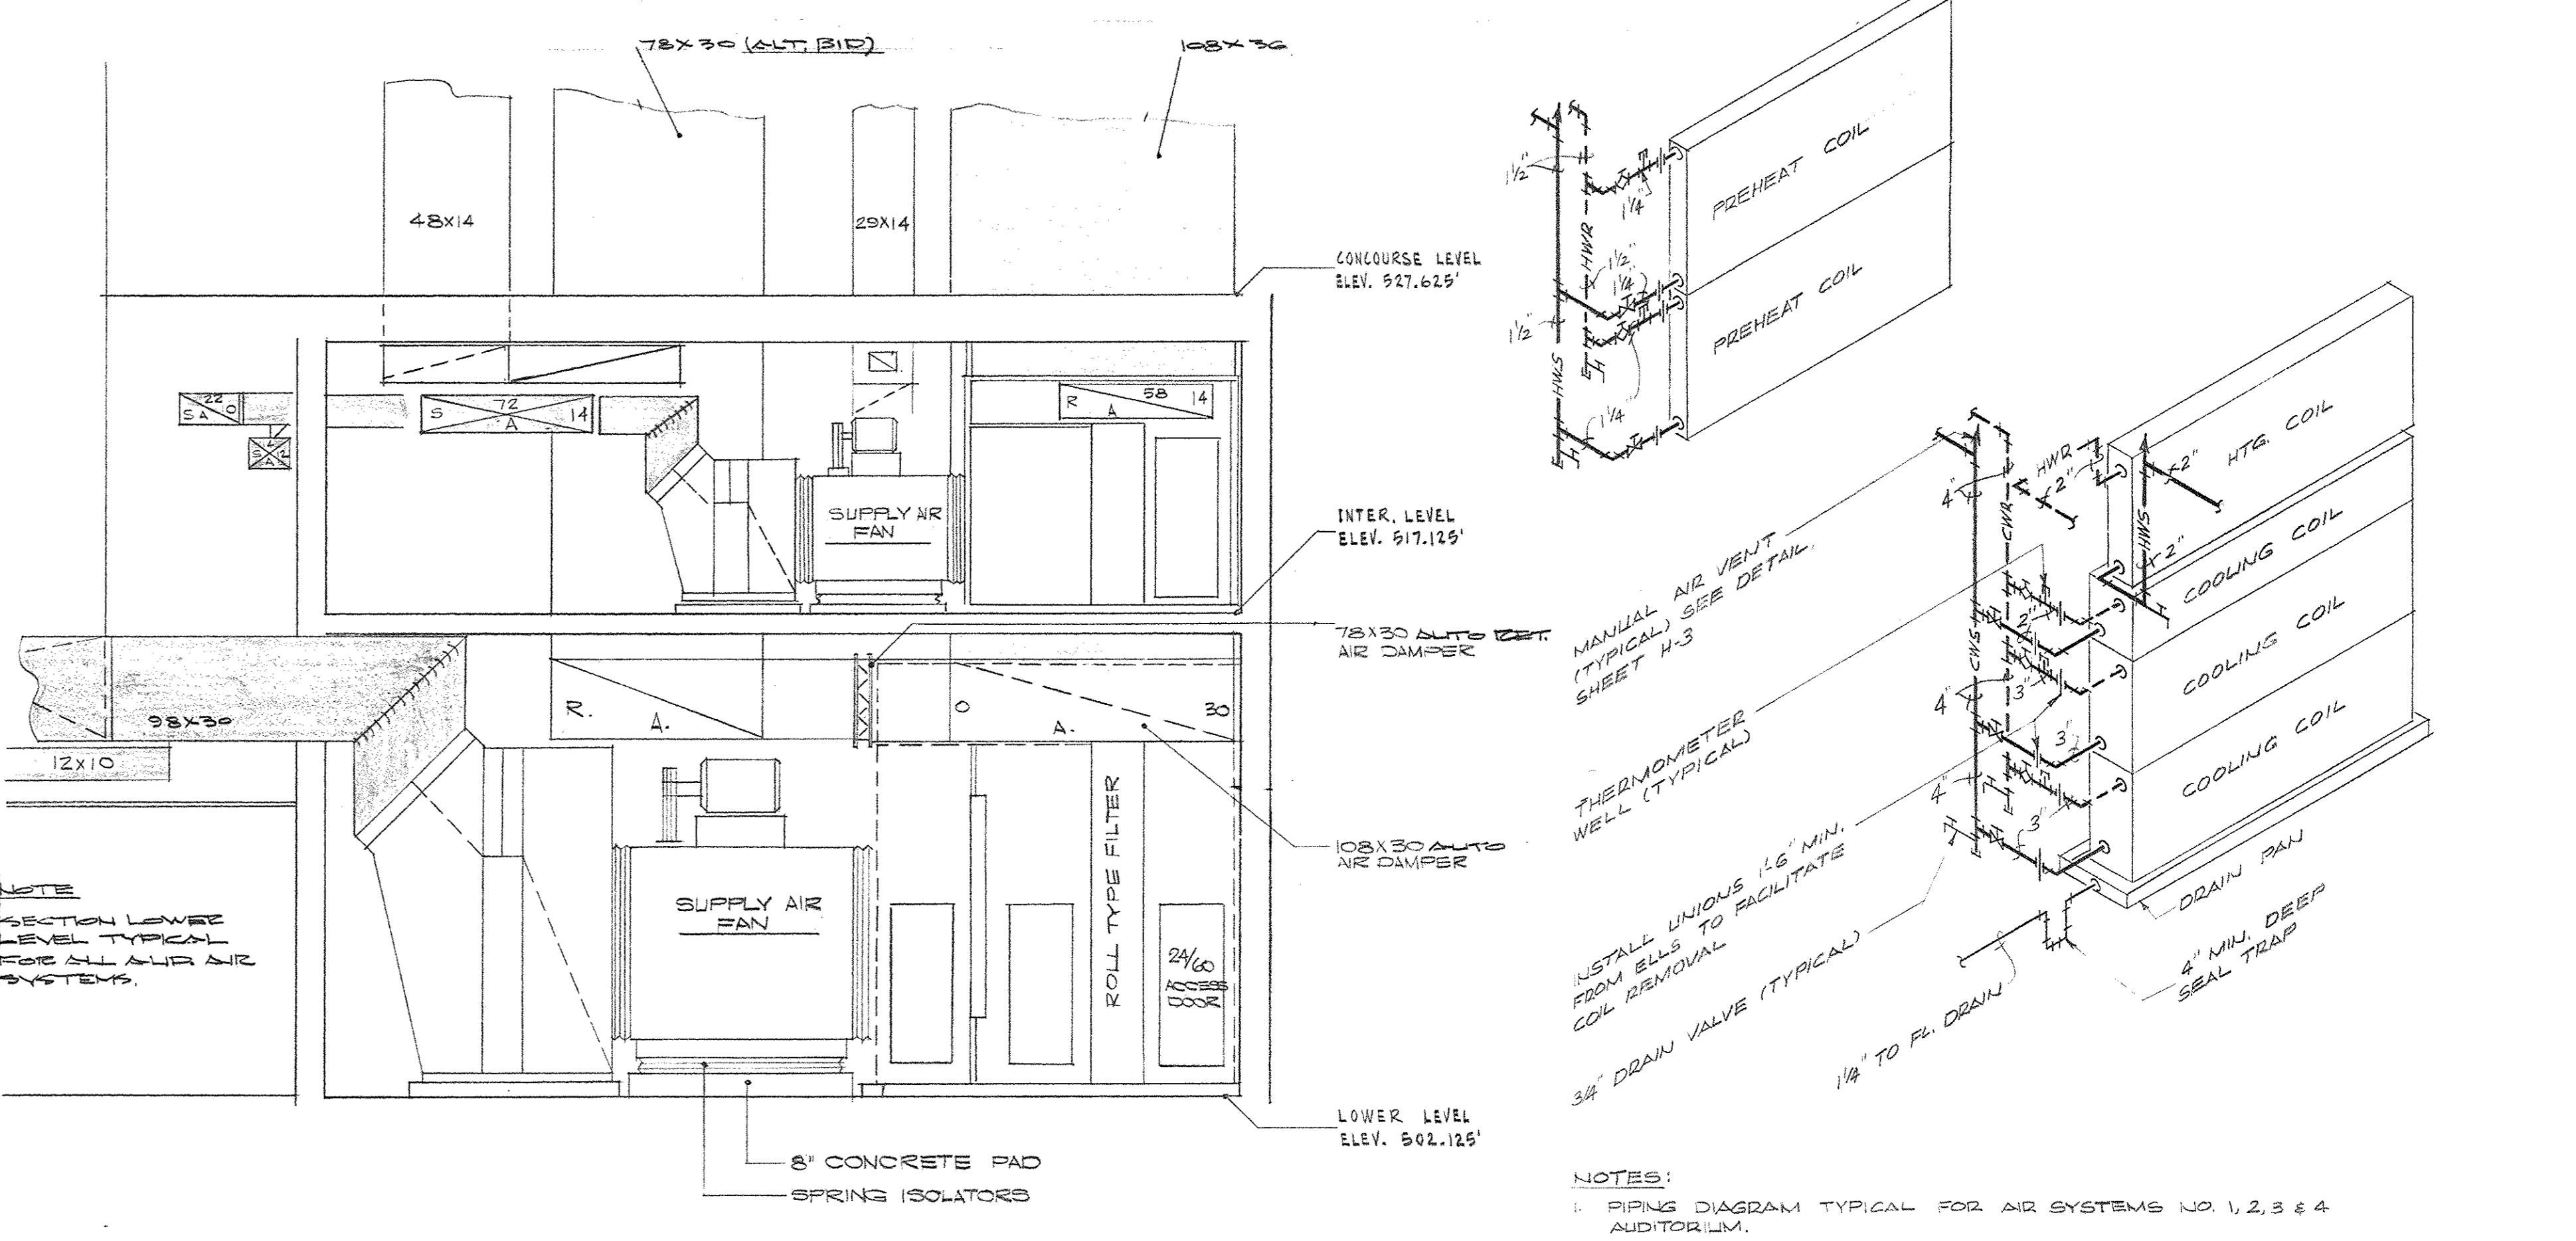 78X30 (ALT. BID)
108X36
48X14
29X14
CONCOURSE LEVEL
ELEV. 527.625'
22
S A O
S A 12
S 72 14
A
R 58 14
A
SUPPLY AIR
FAN
INTER. LEVEL
ELEV. 517.125'
78X30 AUTO RET.
AIR DAMPER
98X30
12X10
R. A.
O A. 30
108X30 AUTO
AIR DAMPER
SUPPLY AIR
FAN
ROLL TYPE FILTER
24/60
ACCESS
DOOR
NOTE
SECTION LOWER
LEVEL TYPICAL
FOR ALL AUD. AIR
SYSTEMS.
LOWER LEVEL
ELEV. 502.125'
8" CONCRETE PAD
SPRING ISOLATORS
PREHEAT COIL
PREHEAT COIL
1½"
1¼"
HWR
1½"
1¼"
1½"
HWS
1¼"
HTG. COIL
COOLING COIL
COOLING COIL
COOLING COIL
HWR
2"
2"
2"
HWS
2"
4"
CWR
2"
CWS
3"
4"
3"
4"
3"
DRAIN PAN
4" MIN. DEEP
SEAL TRAP
MANUAL AIR VENT
(TYPICAL) SEE DETAIL.
SHEET H-3
THERMOMETER
WELL (TYPICAL)
INSTALL UNIONS 1'-6" MIN.
FROM ELLS TO FACILITATE
COIL REMOVAL
3/4" DRAIN VALVE (TYPICAL)
1¼" TO FL. DRAIN
NOTES:
1. PIPING DIAGRAM TYPICAL FOR AIR SYSTEMS NO. 1, 2, 3 & 4
AUDITORIUM.